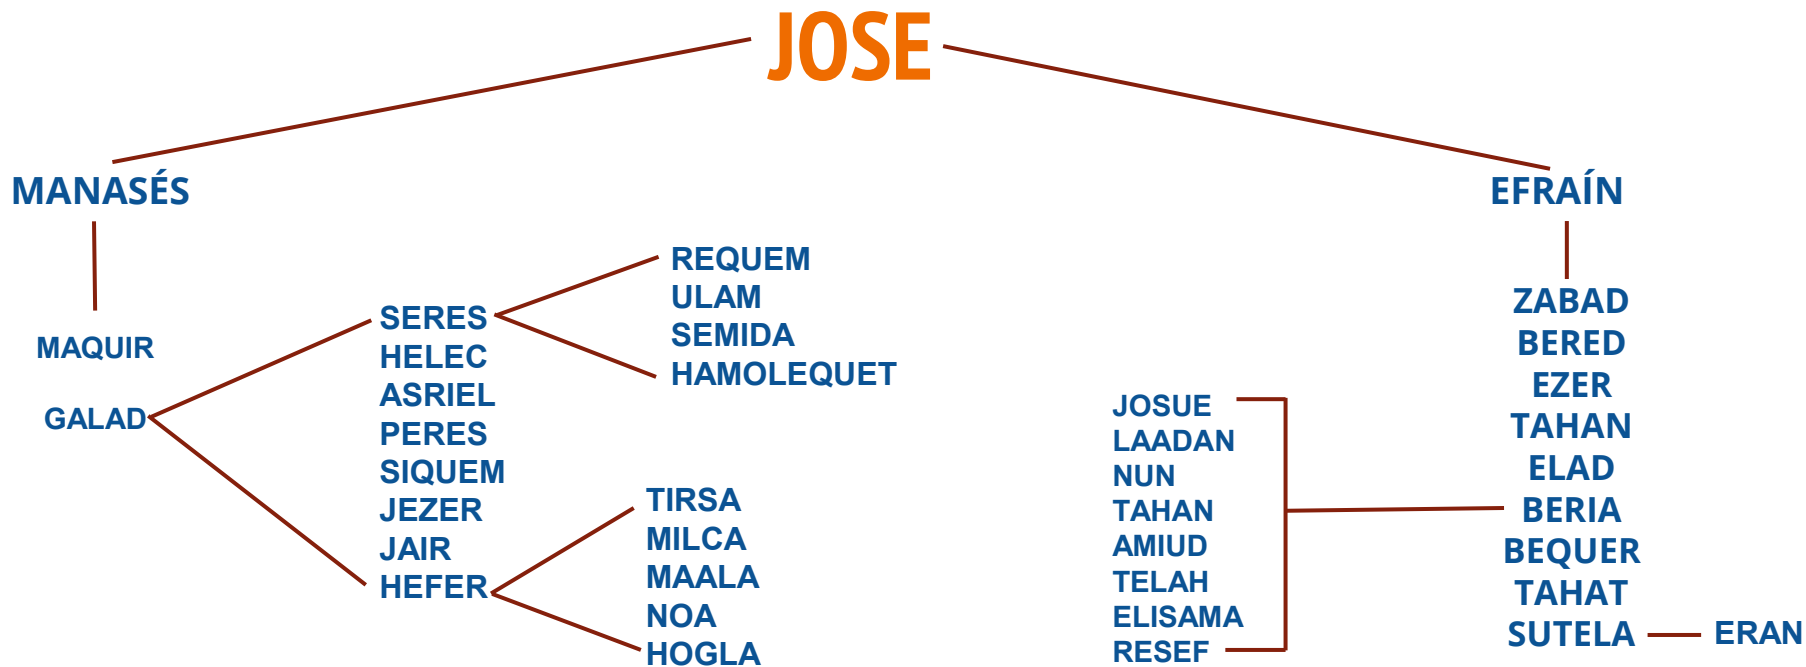 JOSE
MANASÉS
MAQUIR
GALAD
SERES
HELEC
ASRIEL
PERES
SIQUEM
JEZER
JAIR
HEFER
REQUEM
ULAM
SEMIDA
HAMOLEQUET
TIRSA
MILCA
MAALA
NOA
HOGLA
EFRAÍN
ZABAD
BERED
EZER
TAHAN
ELAD
BERIA
BEQUER
TAHAT
SUTELA
ERAN
JOSUE
LAADAN
NUN
TAHAN
AMIUD
TELAH
ELISAMA
RESEF